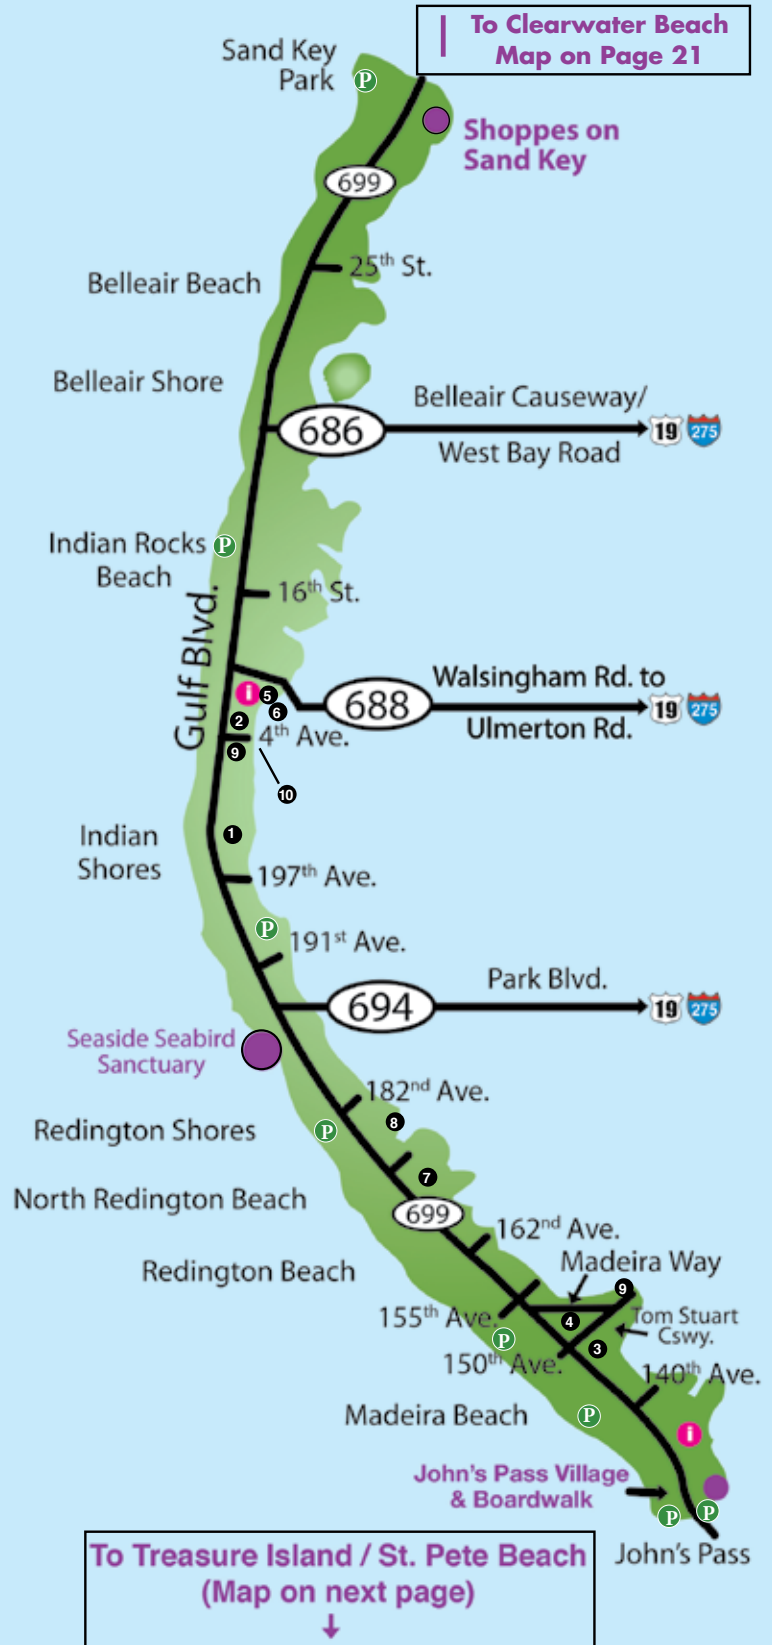 To Clearwater Beach
Map on Page 21
Sand Key
Park
P
Shoppes on
Sand Key
699
25th St.
Belleair Beach
Belleair Shore
Belleair Causeway/
686
19 275
West Bay Road
Indian Rocks
Beach
P
16th St.
Gulf Blvd.
Walsingham Rd. to
i
5
6
688
19 275
2
Ulmerton Rd.
4th Ave.
9
10
1
Indian
Shores
197th Ave.
P
191st Ave.
Park Blvd.
694
19 275
Seaside Seabird
Sanctuary
182nd Ave.
8
Redington Shores
P
7
North Redington Beach
699
162nd Ave.
Madeira Way
Redington Beach
9
155th Ave.
4
Tom Stuart
Cswy.
P
3
150th Ave.
140th Ave.
Madeira Beach
P
i
John's Pass Village
& Boardwalk
P
P
John's Pass
To Treasure Island / St. Pete Beach
(Map on next page)